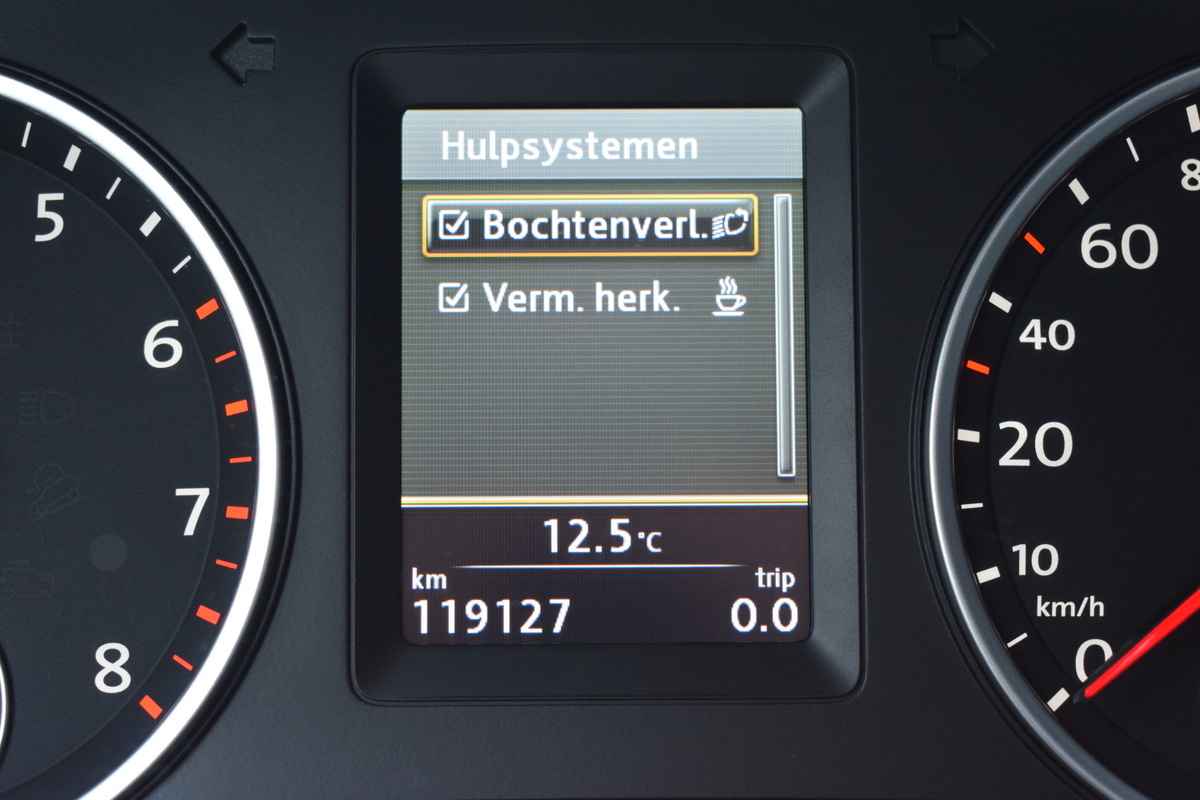 Hulpsystemen
Bochtenverl.
Verm. herk.
12.5°C
km trip
119127 0.0
5
6
7
8
8
60
40
20
10
km/h
0